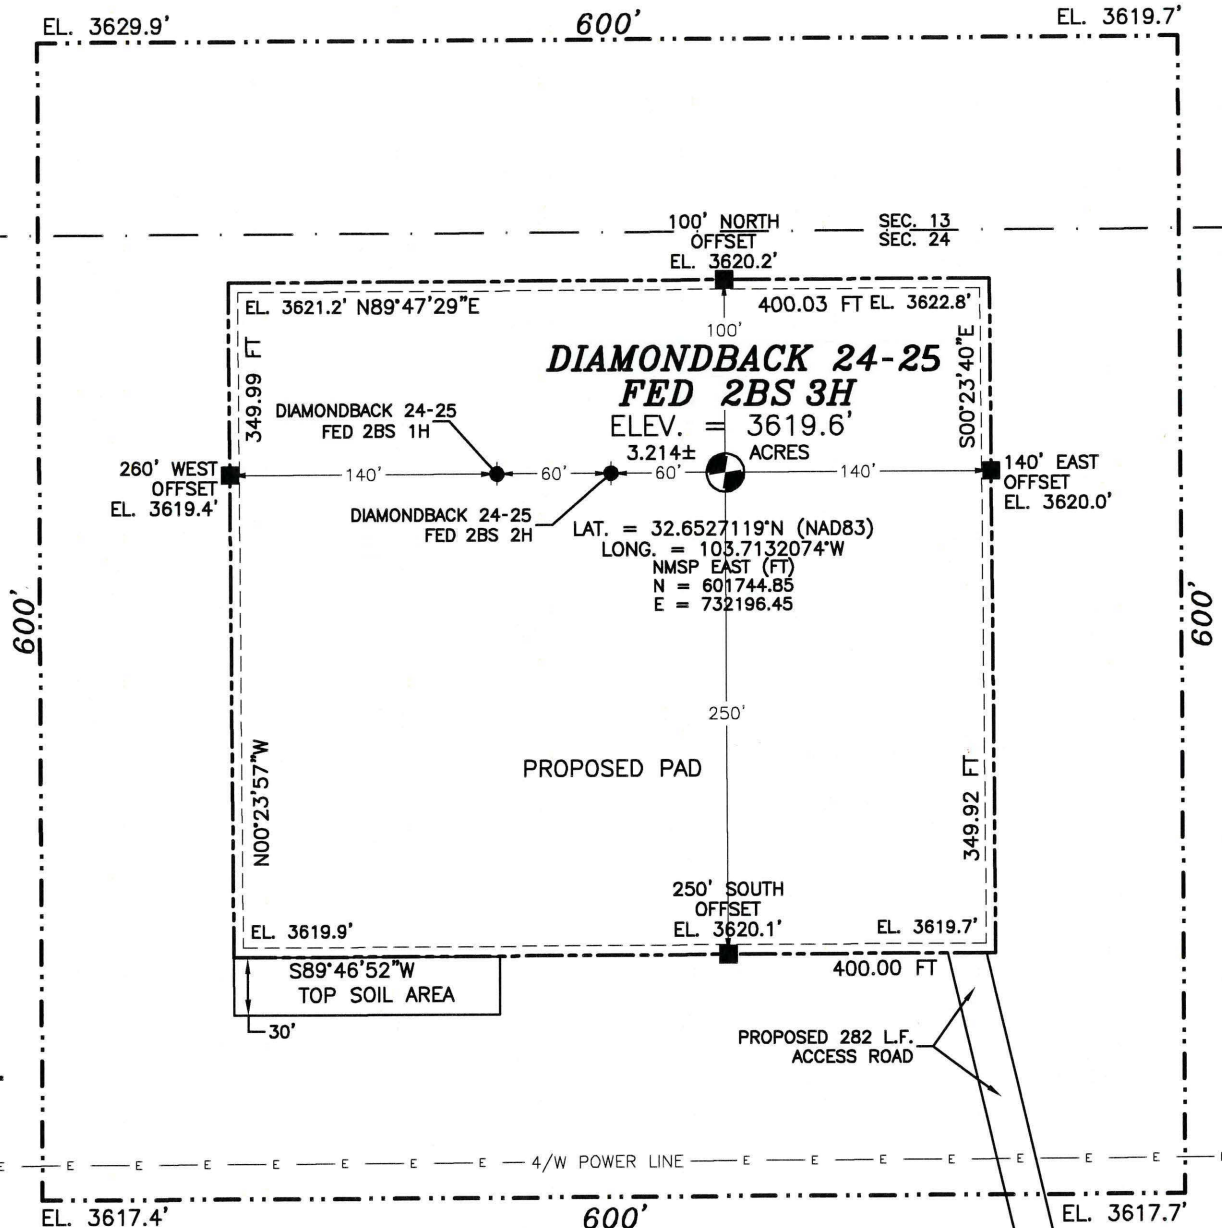 EL. 3629.9'
600'
EL. 3619.7'
100' NORTH
OFFSET
EL. 3620.2'
SEC. 13
SEC. 24
EL. 3621.2' N89°47'29"E
400.03 FT EL. 3622.8'
100'
349.99 FT
S00°23'40"E
DIAMONDBACK 24-25
FED 2BS 3H
ELEV. = 3619.6'
3.214± ACRES
DIAMONDBACK 24-25
FED 2BS 1H
260' WEST
OFFSET
EL. 3619.4'
140'
60'
60'
140'
140' EAST
OFFSET
EL. 3620.0'
DIAMONDBACK 24-25
FED 2BS 2H
LAT. = 32.6527119°N (NAD83)
LONG. = 103.7132074°W
NMSP EAST (FT)
N = 601744.85
E = 732196.45
600'
600'
250'
PROPOSED PAD
N00°23'57"W
349.92 FT
250' SOUTH
OFFSET
EL. 3620.1'
EL. 3619.9'
EL. 3619.7'
S89°46'52"W
400.00 FT
TOP SOIL AREA
30'
PROPOSED 282 L.F.
ACCESS ROAD
E E E E E E E E 4/W POWER LINE E E E E E E E
EL. 3617.4'
600'
EL. 3617.7'